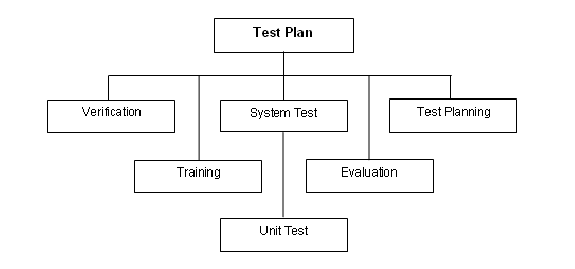 Test Plan
Verification
System Test
Test Planning
Training
Evaluation
Unit Test